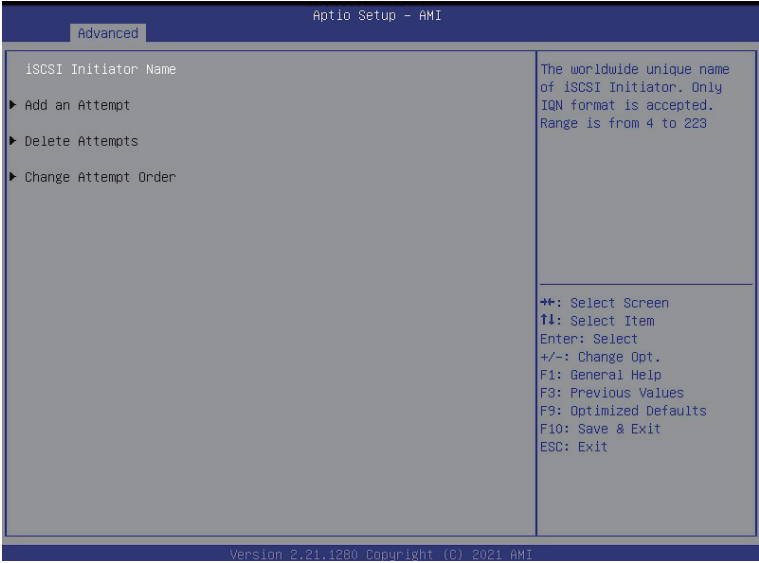 Aptio Setup – AMI
Advanced
iSCSI Initiator Name
▶ Add an Attempt
▶ Delete Attempts
▶ Change Attempt Order
The worldwide unique name
of iSCSI Initiator. Only
IQN format is accepted.
Range is from 4 to 223
→←: Select Screen
↑↓: Select Item
Enter: Select
+/-: Change Opt.
F1: General Help
F3: Previous Values
F9: Optimized Defaults
F10: Save & Exit
ESC: Exit
Version 2.21.1280 Copyright (C) 2021 AMI